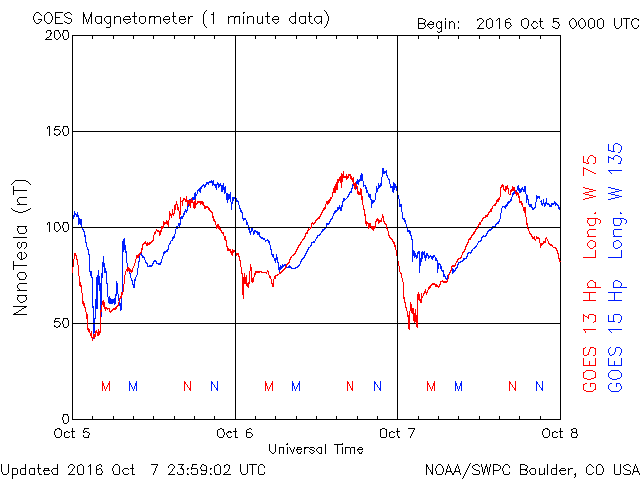 GOES Magnetometer (1 minute data)
Begin: 2016 Oct 5 0000 UTC
200
150
100
50
0
NanoTesla (nT)
M M N N M M N N M M N N
Oct 5 Oct 6 Oct 7 Oct 8
Universal Time
GOES 13 Hp Long. W 75
GOES 15 Hp Long. W 135
Updated 2016 Oct 7 23:59:02 UTC
NOAA/SWPC Boulder, CO USA